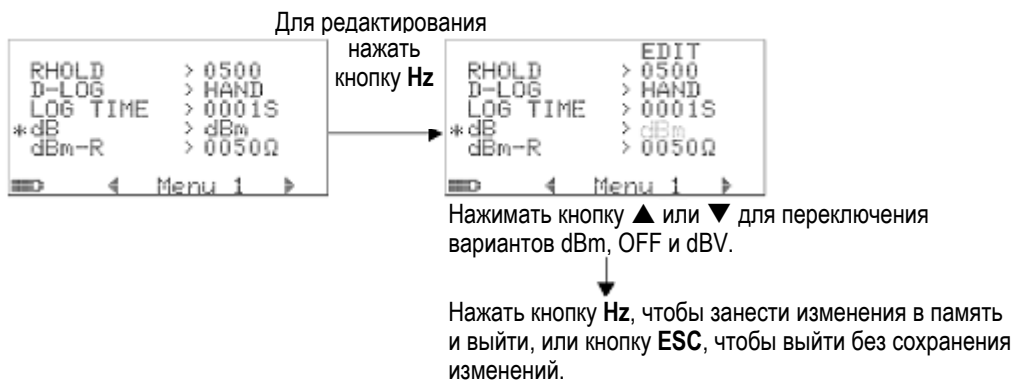 Для редактирования
нажать
кнопку Hz
RHOLD > 0500
D-LOG > HAND
LOG TIME > 0001S
*dB > dBm
dBm-R > 0050Ω
Menu 1
EDIT
RHOLD > 0500
D-LOG > HAND
LOG TIME > 0001S
*dB > dBm
dBm-R > 0050Ω
Menu 1
Нажимать кнопку ▲ или ▼ для переключения
вариантов dBm, OFF и dBV.
Нажать кнопку Hz, чтобы занести изменения в память
и выйти, или кнопку ESC, чтобы выйти без сохранения
изменений.